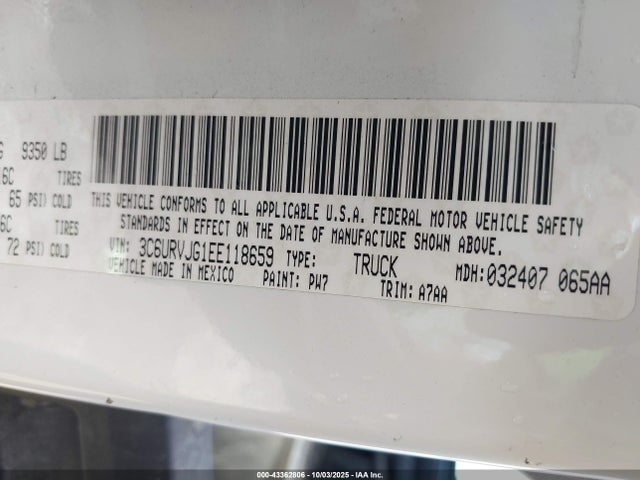 9350 LB
6C TIRES
65 PSI) COLD
6C TIRES
72 PSI) COLD
THIS VEHICLE CONFORMS TO ALL APPLICABLE U.S.A. FEDERAL MOTOR VEHICLE SAFETY
STANDARDS IN EFFECT ON THE DATE OF MANUFACTURE SHOWN ABOVE.
VIN: 3C6URVJG1EE118659 TYPE: TRUCK MDH:032407 065AA
VEHICLE MADE IN MEXICO PAINT: PW7 TRIM: A7AA
000-43362806 - 10/03/2025 - IAA Inc.